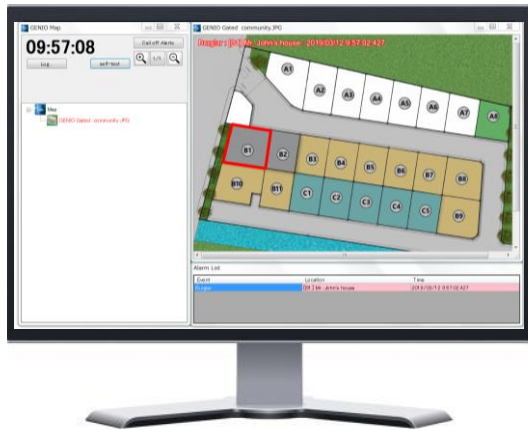 GENIO Map
09:57:08
Call off Alerts
Log
self-test
1/1
Map
GENIO Gated community.JPG
GENIO Gated community.JPG
Burglar : [B1] Mr. John's house 2019/03/12 9:57:02:427
A1
A2
A3
A4
A5
A6
A7
A8
B1
B2
B3
B4
B5
B6
B7
B8
B10
B11
C1
C2
C3
C4
C5
B9
Alarm List
Event Location Time
Burglar [B1] Mr. John's house 2019/03/12 9:57:02:427